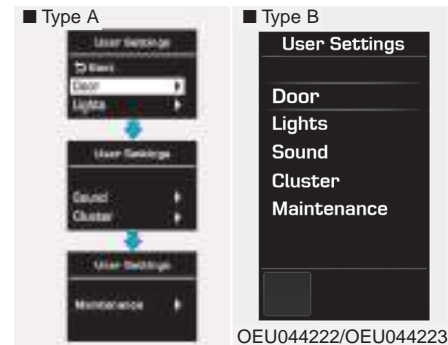 ■ Type A
User Settings
Back
Door
Lights
User Settings
Sound
Cluster
User Settings
Maintenance
■ Type B
User Settings
Door
Lights
Sound
Cluster
Maintenance
OEU044222/OEU044223